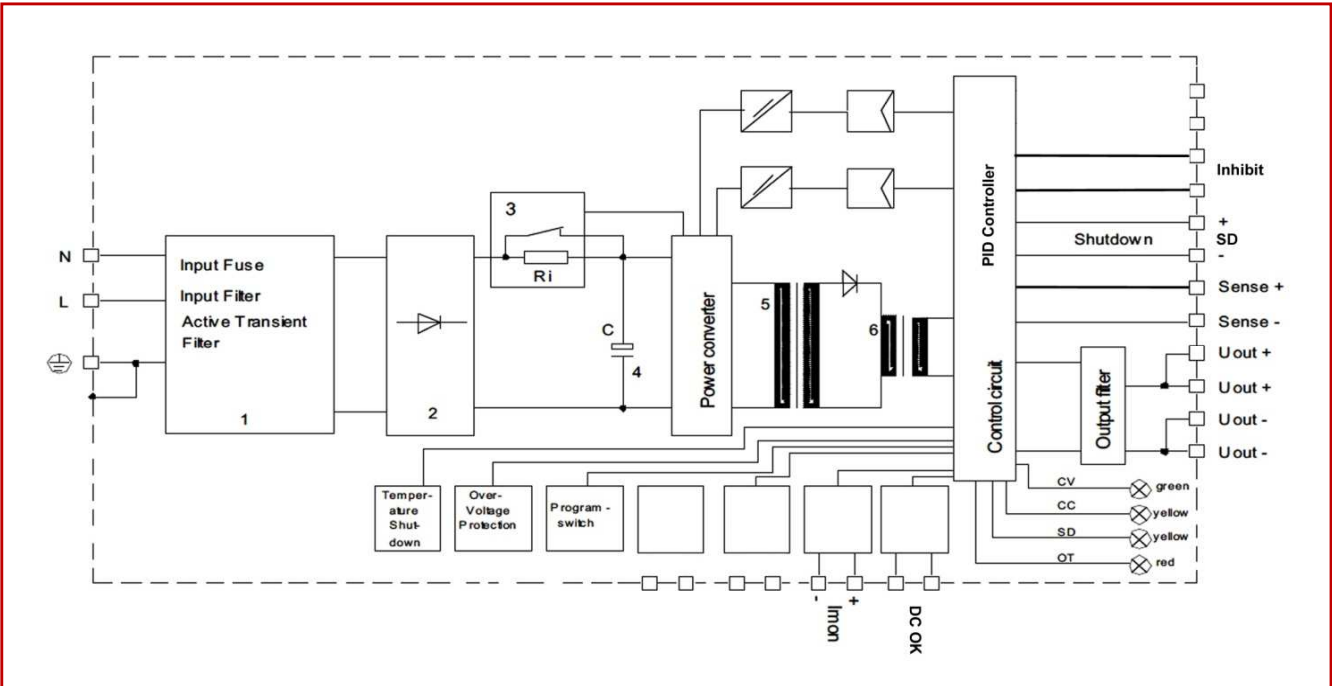 N
L
Input Fuse
Input Filter
Active Transient
Filter
1
2
3
Ri
C
4
Power converter
5
6
PID Controller
Control circuit
Inhibit
+
Shutdown
SD
-
Sense +
Sense -
Output filter
Uout +
Uout +
Uout -
Uout -
Temper-
ature
Shut-
down
Over-
Voltage
Protection
Program-
switch
CV
green
CC
yellow
SD
yellow
OT
red
-
+
Imon
DC OK